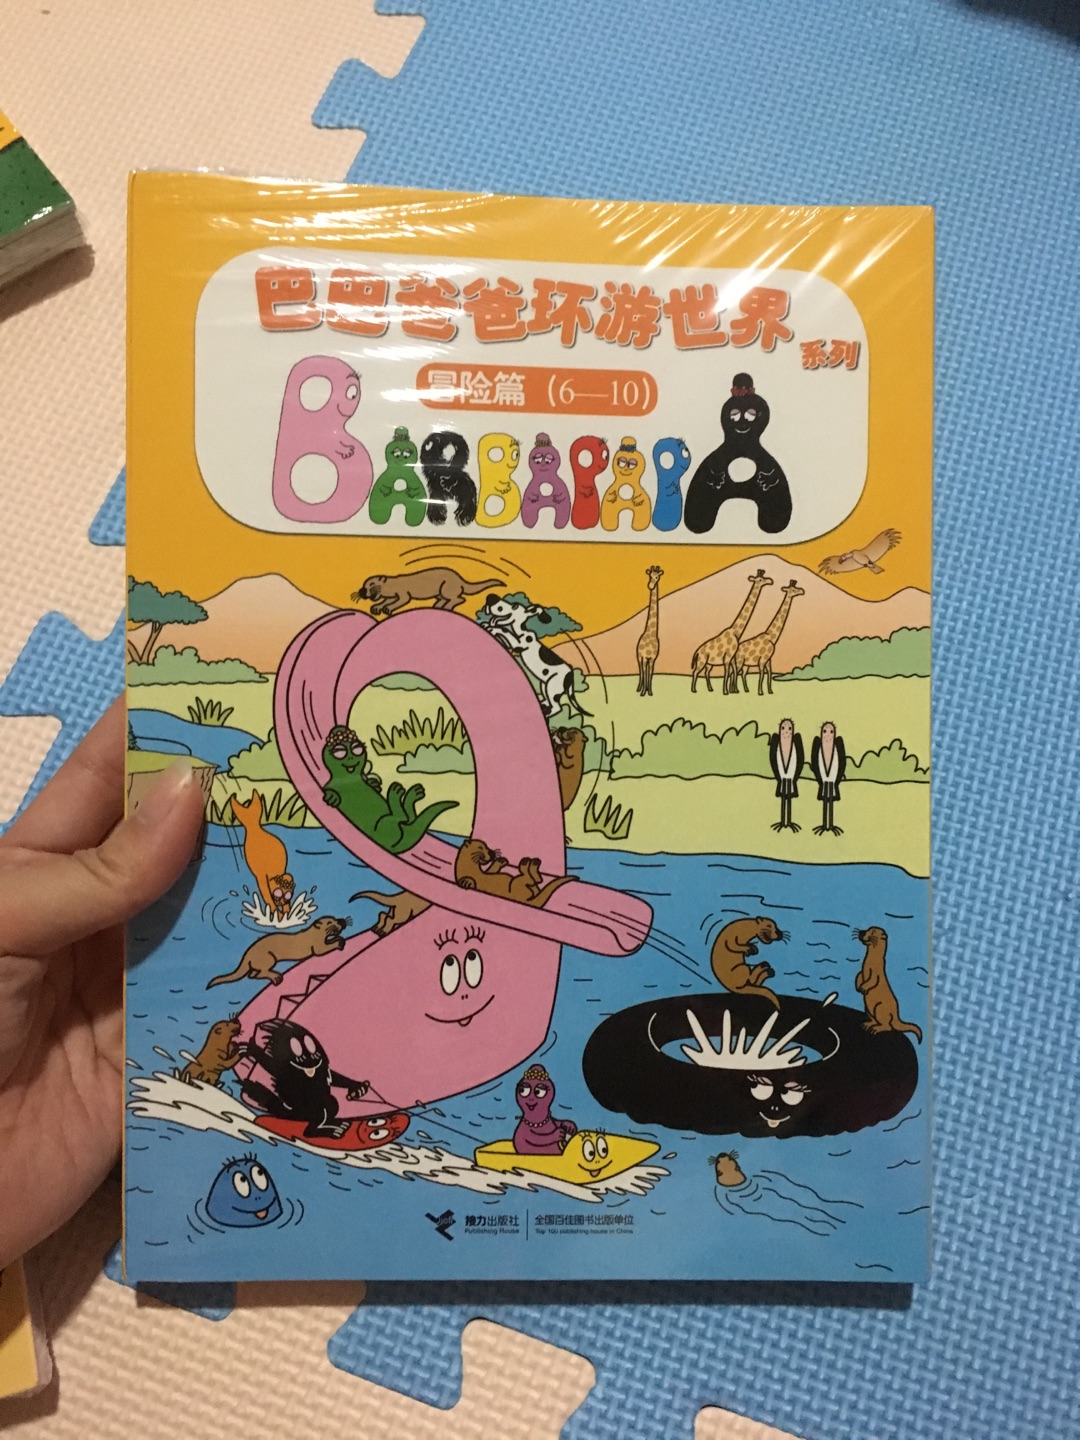 巴巴爸爸环游世界
系列
冒险篇（6—10）
BARBAPAPA
接力出版社
Publishing House
全国百佳图书出版单位
Top 100 publishing house in China